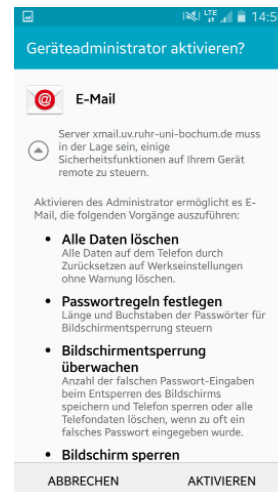 LTE 14:5
Geräteadministrator aktivieren?
@ E-Mail
Server xmail.uv.ruhr-uni-bochum.de muss
in der Lage sein, einige
Sicherheitsfunktionen auf Ihrem Gerät
remote zu steuern.
Aktivieren des Administrator ermöglicht es E-
Mail, die folgenden Vorgänge auszuführen:
• Alle Daten löschen
Alle Daten auf dem Telefon durch
Zurücksetzen auf Werkseinstellungen
ohne Warnung löschen.
• Passwortregeln festlegen
Länge und Buchstaben der Passwörter für
Bildschirmentsperrung steuern
• Bildschirmentsperrung
überwachen
Anzahl der falschen Passwort-Eingaben
beim Entsperren des Bildschirms
speichern und Telefon sperren oder alle
Telefondaten löschen, wenn zu oft ein
falsches Passwort eingegeben wurde.
• Bildschirm sperren
ABBRECHEN AKTIVIEREN